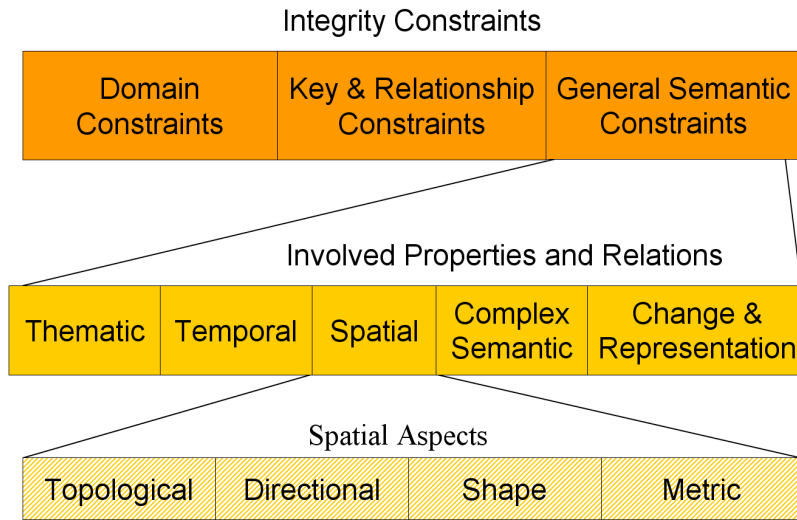 Integrity Constraints
Domain
Constraints
Key & Relationship
Constraints
General Semantic
Constraints
Involved Properties and Relations
Thematic
Temporal
Spatial
Complex
Semantic
Change &
Representation
Spatial Aspects
Topological
Directional
Shape
Metric